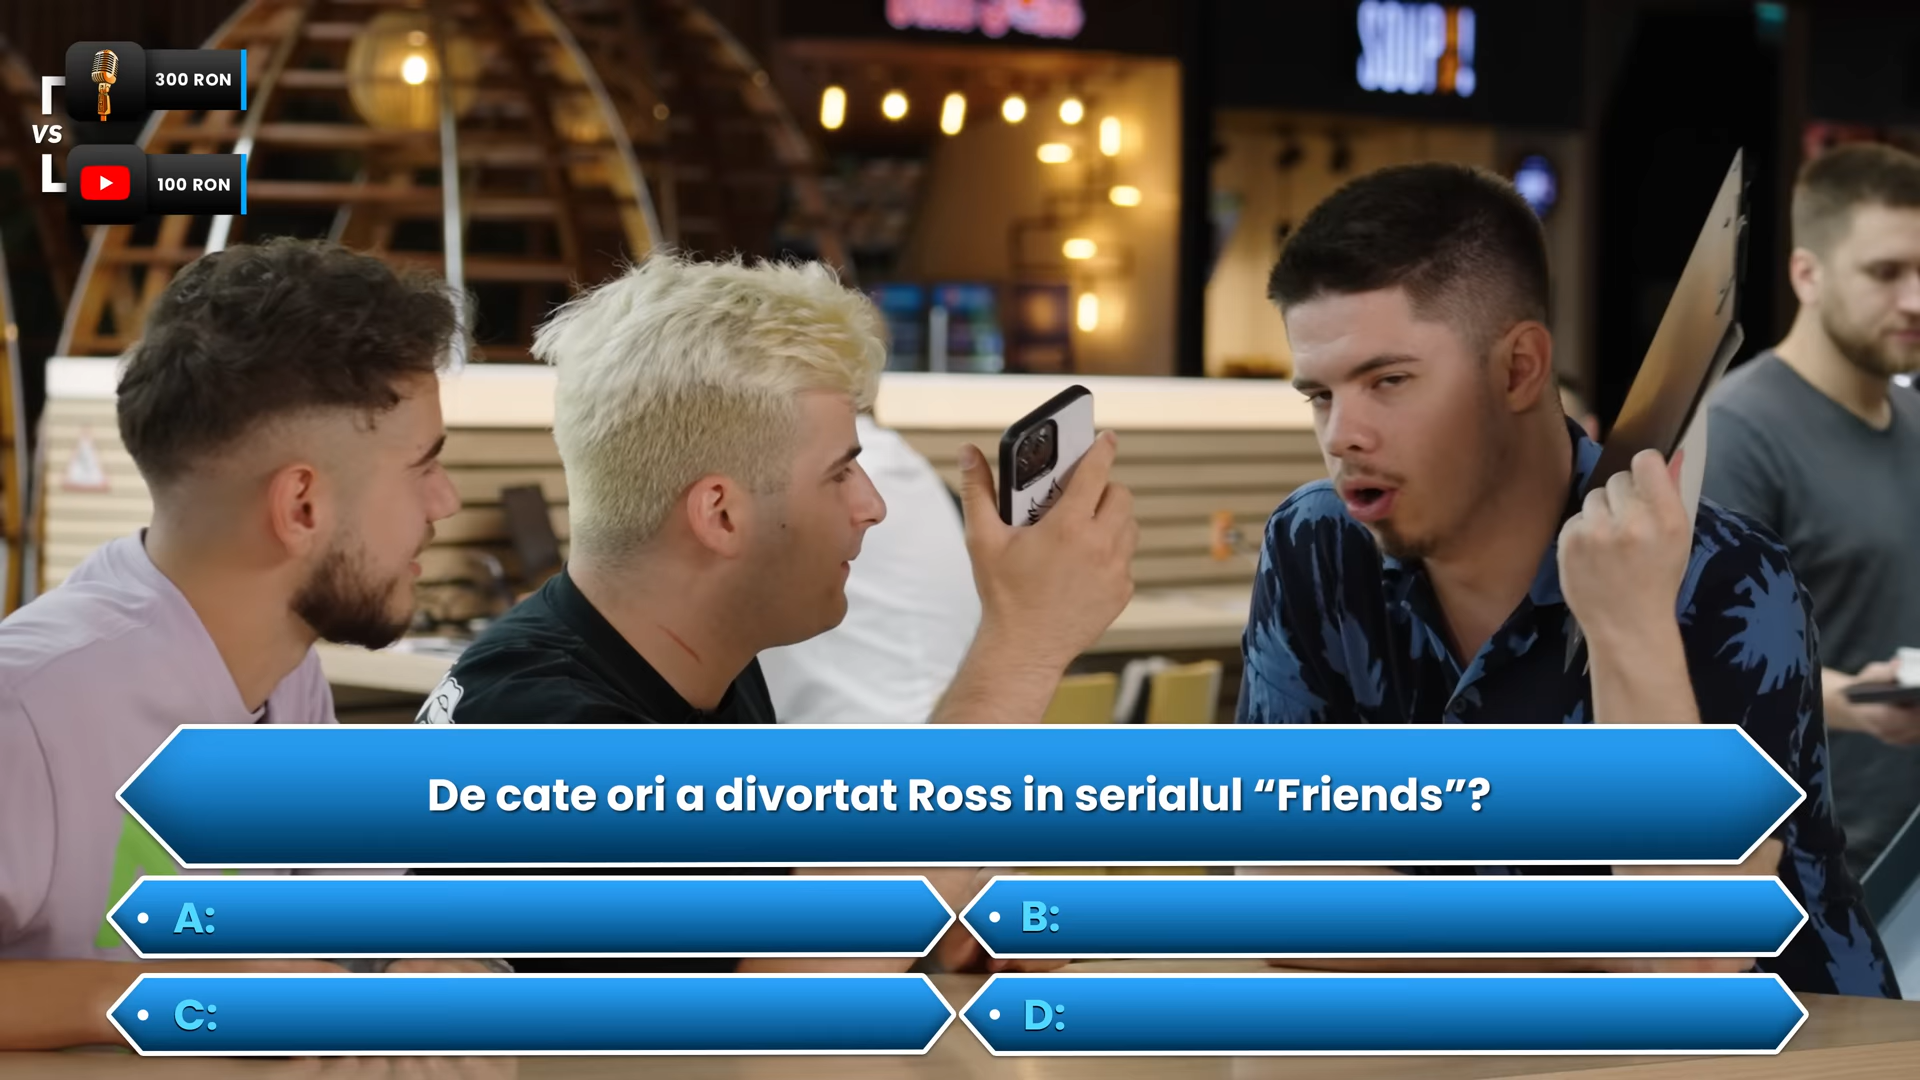 300 RON
VS
100 RON
SOUP!
De cate ori a divortat Ross in serialul “Friends”?
A:
B:
C:
D: